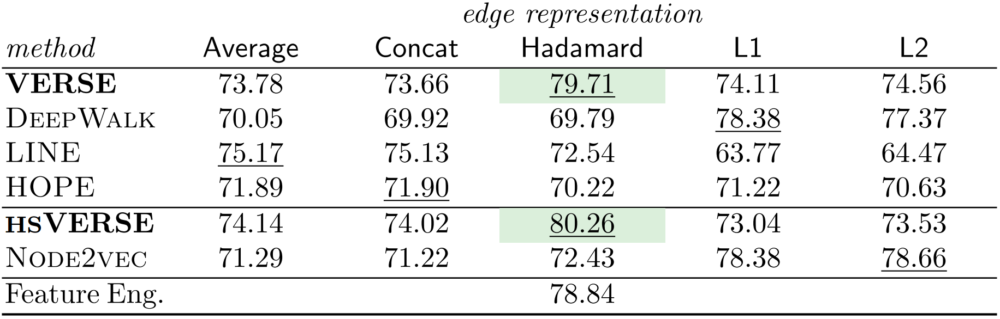 edge representation
method Average Concat Hadamard L1 L2
VERSE 73.78 73.66 79.71 74.11 74.56
DEEPWALK 70.05 69.92 69.79 78.38 77.37
LINE 75.17 75.13 72.54 63.77 64.47
HOPE 71.89 71.90 70.22 71.22 70.63
HSVERSE 74.14 74.02 80.26 73.04 73.53
NODE2VEC 71.29 71.22 72.43 78.38 78.66
Feature Eng. 78.84